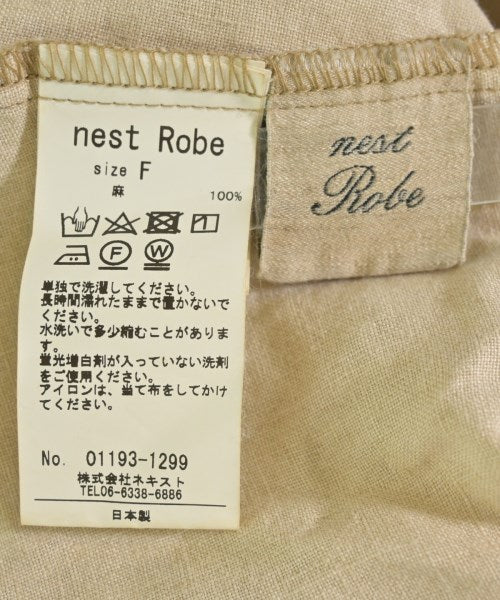 nest Robe
size F
麻
100%
F W
単独で洗濯してください。
長時間濡れたままで置かないで
ください。
水洗いで多少縮むことがありま
す。
蛍光増白剤が入っていない洗剤
をご使用ください。
アイロンは、当て布をしてかけ
てください。
No. 01193-1299
株式会社ネキスト
TEL06-6338-6886
日本製
nest
Robe